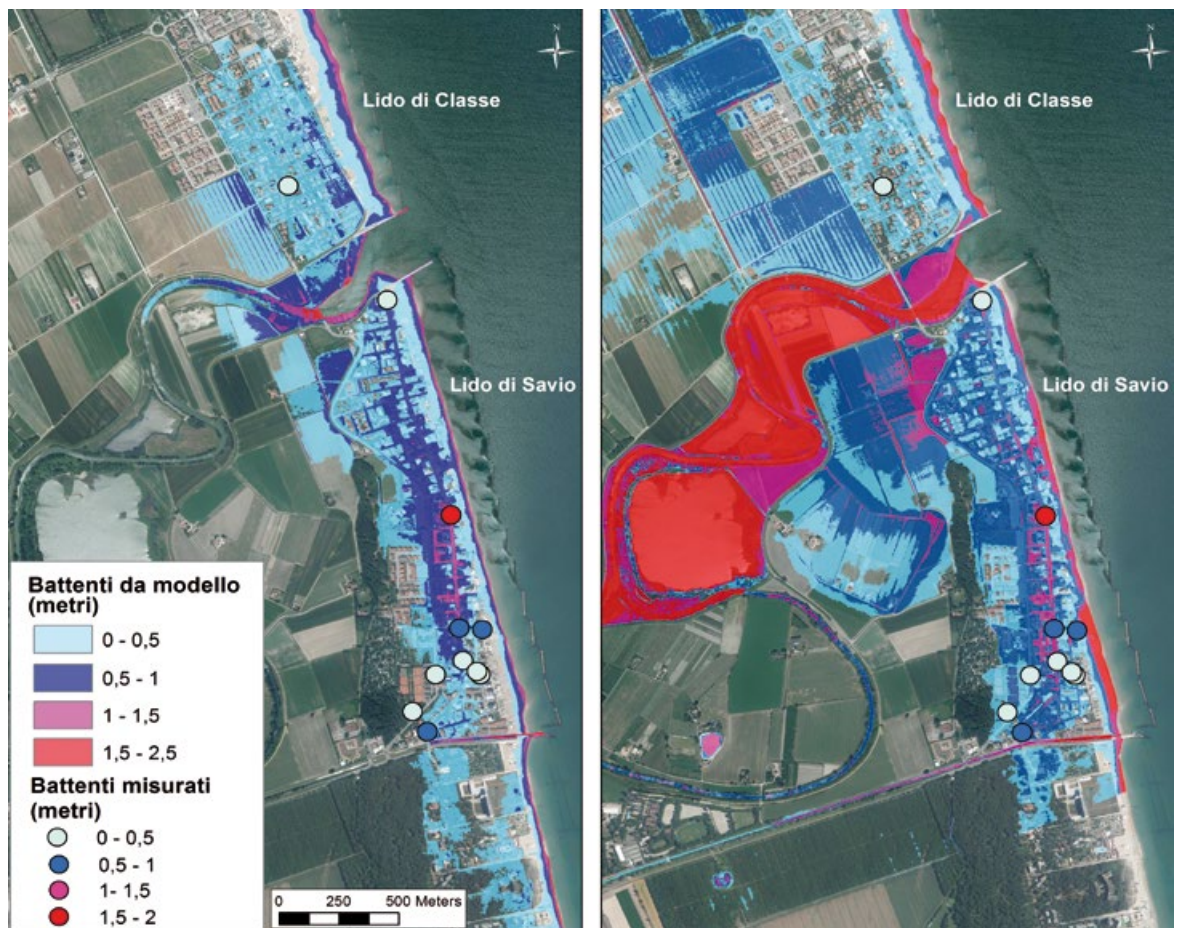 N
Lido di Classe
Lido di Savio
Battenti da modello
(metri)
0 - 0,5
0,5 - 1
1 - 1,5
1,5 - 2,5
Battenti misurati
(metri)
0 - 0,5
0,5 - 1
1- 1,5
1,5 - 2
0 250 500 Meters
N
Lido di Classe
Lido di Savio